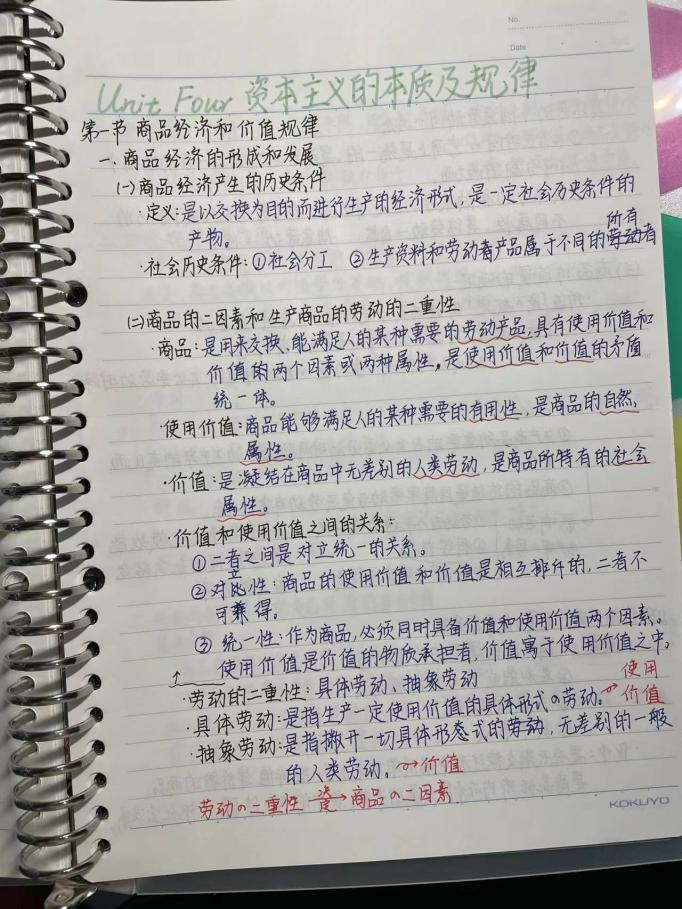 No.
Date
Unit Four 资本主义的本质及规律
第一节 商品经济和价值规律
一、商品经济的形成和发展
(一)商品经济产生的历史条件
·定义:是以交换为目的而进行生产的经济形式,是一定社会历史条件的
产物。
所有
·社会历史条件:①社会分工 ②生产资料和劳动产品属于不同的劳动者
(二)商品的二因素和生产商品的劳动的二重性
·商品:是用来交换、能满足人的某种需要的劳动产品,具有使用价值和
价值的两个因素或两种属性,是使用价值和价值的矛盾
统一体。
·使用价值:商品能够满足人的某种需要的有用性,是商品的自然
属性。
·价值:是凝结在商品中无差别的人类劳动,是商品所特有的社会
属性。
·价值和使用价值之间的关系:
①二者之间是对立统一的关系。
②对立性:商品的使用价值和价值是相互排斥的,二者不
可兼得。
③统一性:作为商品,必须同时具备价值和使用价值两个因素。
使用价值是价值的物质承担者,价值寓于使用价值之中。
·劳动的二重性:具体劳动、抽象劳动
使用
·具体劳动:是指生产一定使用价值的具体形式の劳动。→价值
·抽象劳动:是指撇开一切具体形态式的劳动,无差别的一般
的人类劳动。→价值
劳动の二重性 决定→ 商品の二因素
KOKUYO